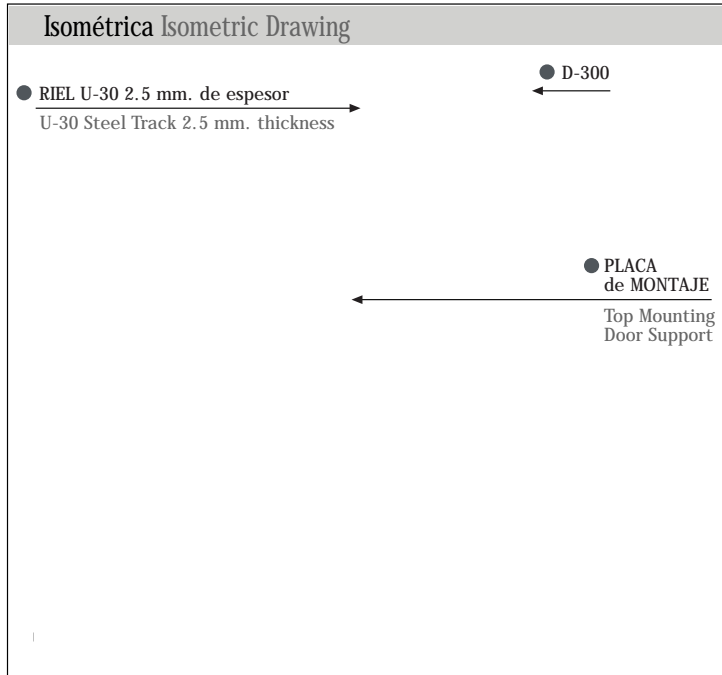 Isométrica Isometric Drawing
D-300
RIEL U-30 2.5 mm. de espesor
U-30 Steel Track 2.5 mm. thickness
PLACA
de MONTAJE
Top Mounting
Door Support